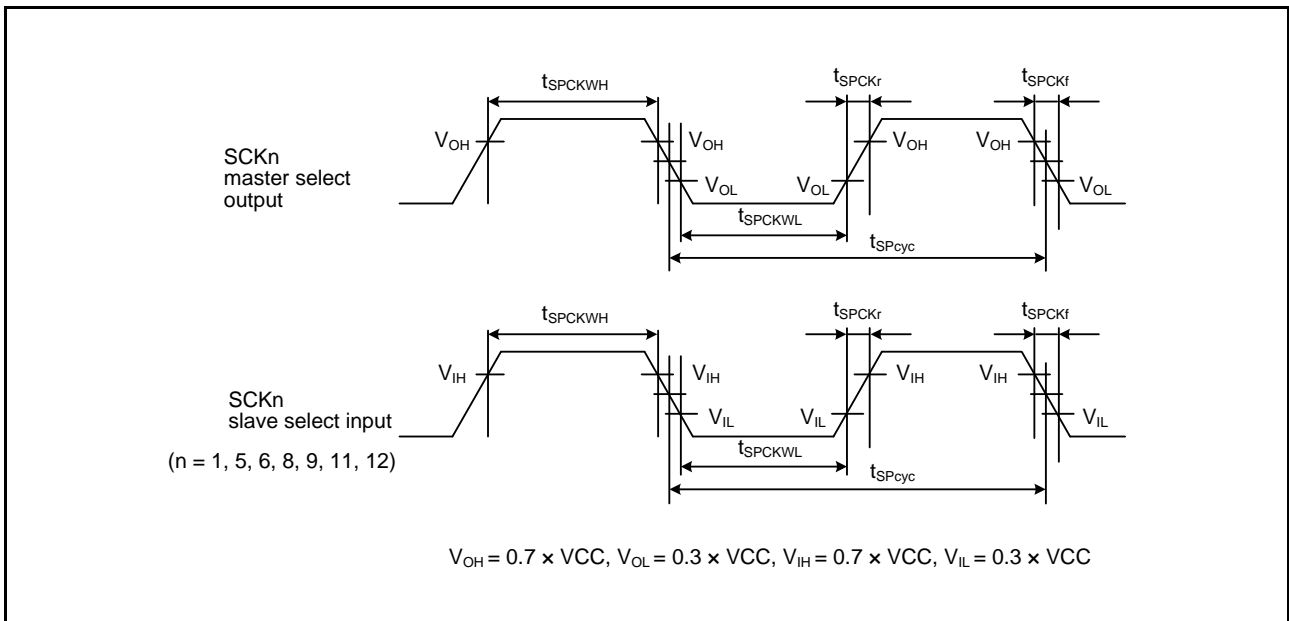 tSPCKWH tSPCKr tSPCKf
VOH VOH VOH VOH
SCKn
master select
output
VOL VOL VOL
tSPCKWL
tSPcyc
tSPCKWH tSPCKr tSPCKf
VIH VIH VIH VIH
SCKn
slave select input
VIL VIL VIL
(n = 1, 5, 6, 8, 9, 11, 12)
tSPCKWL
tSPcyc
VOH = 0.7 × VCC, VOL = 0.3 × VCC, VIH = 0.7 × VCC, VIL = 0.3 × VCC